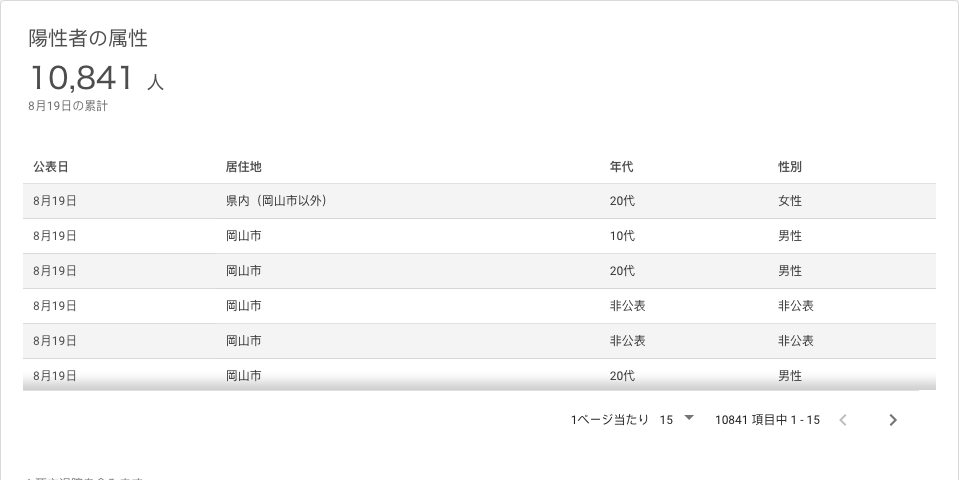 陽性者の属性
10,841 人
8月19日の累計
公表日 居住地 年代 性別
8月19日 県内（岡山市以外） 20代 女性
8月19日 岡山市 10代 男性
8月19日 岡山市 20代 男性
8月19日 岡山市 非公表 非公表
8月19日 岡山市 非公表 非公表
8月19日 岡山市 20代 男性
1ページ当たり 15 10841 項目中 1 - 15